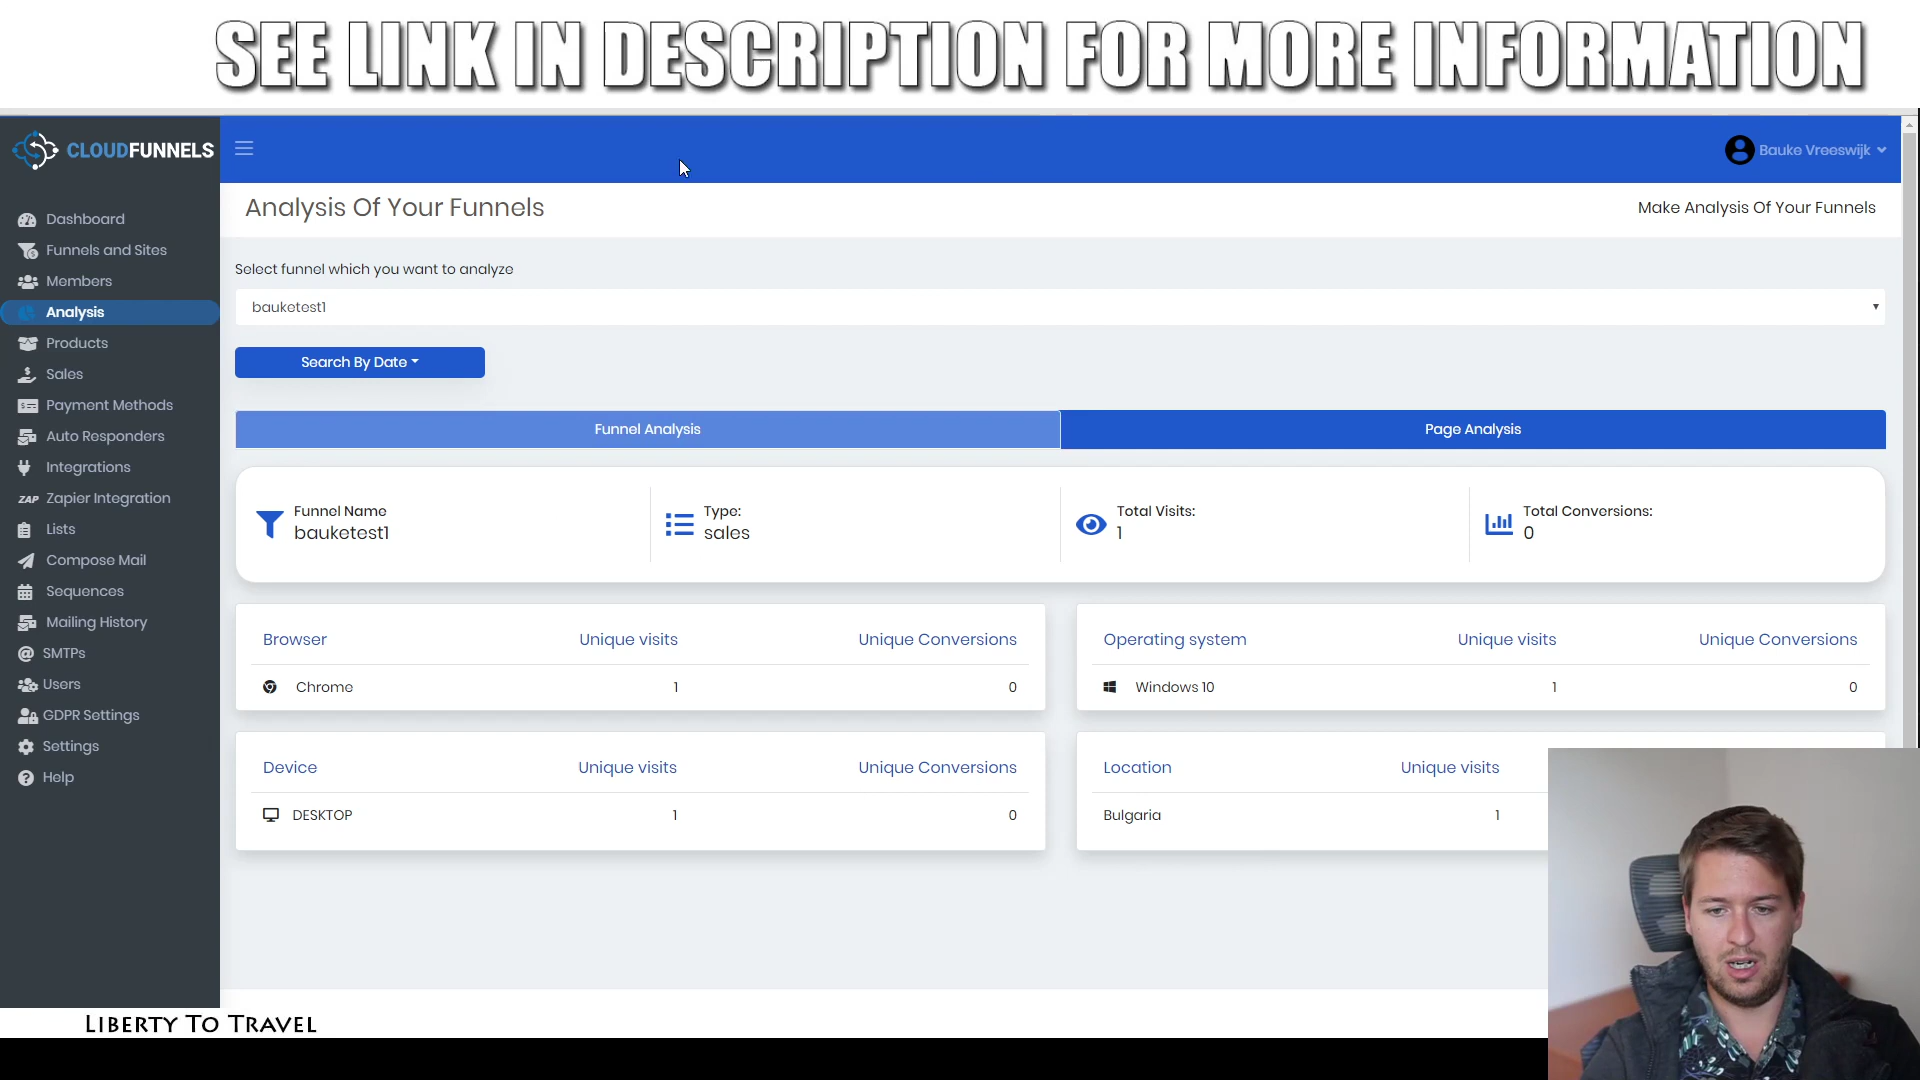 SEE LINK IN DESCRIPTION FOR MORE INFORMATION
CLOUDFUNNELS
Bauke Vreeswijk
Analysis Of Your Funnels
Make Analysis Of Your Funnels
Dashboard
Funnels and Sites
Members
Analysis
Products
Sales
Payment Methods
Auto Responders
Integrations
ZAP Zapier Integration
Lists
Compose Mail
Sequences
Mailing History
SMTPs
Users
GDPR Settings
Settings
Help
Select funnel which you want to analyze
bauketest1
Search By Date
Funnel Analysis
Page Analysis
Funnel Name
bauketest1
Type:
sales
Total Visits:
1
Total Conversions:
0
Browser Unique visits Unique Conversions
Chrome 1 0
Operating system Unique visits Unique Conversions
Windows 10 1 0
Device Unique visits Unique Conversions
DESKTOP 1 0
Location Unique visits
Bulgaria 1
LIBERTY TO TRAVEL